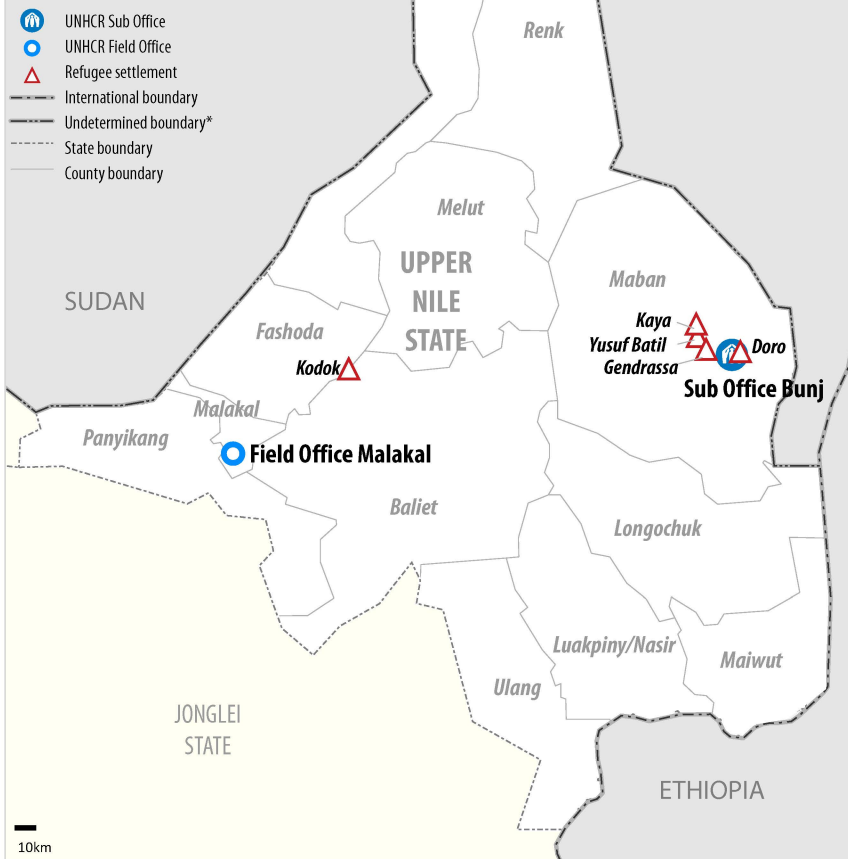 UNHCR Sub Office
UNHCR Field Office
Refugee settlement
International boundary
Undetermined boundary*
State boundary
County boundary
Renk
Melut
UPPER
NILE
STATE
Maban
SUDAN
Fashoda
Kaya
Yusuf Batil
Gendrassa
Doro
Kodok
Sub Office Bunj
Malakal
Panyikang
Field Office Malakal
Baliet
Longochuk
Luakpiny/Nasir
Maiwut
Ulang
JONGLEI
STATE
ETHIOPIA
10km